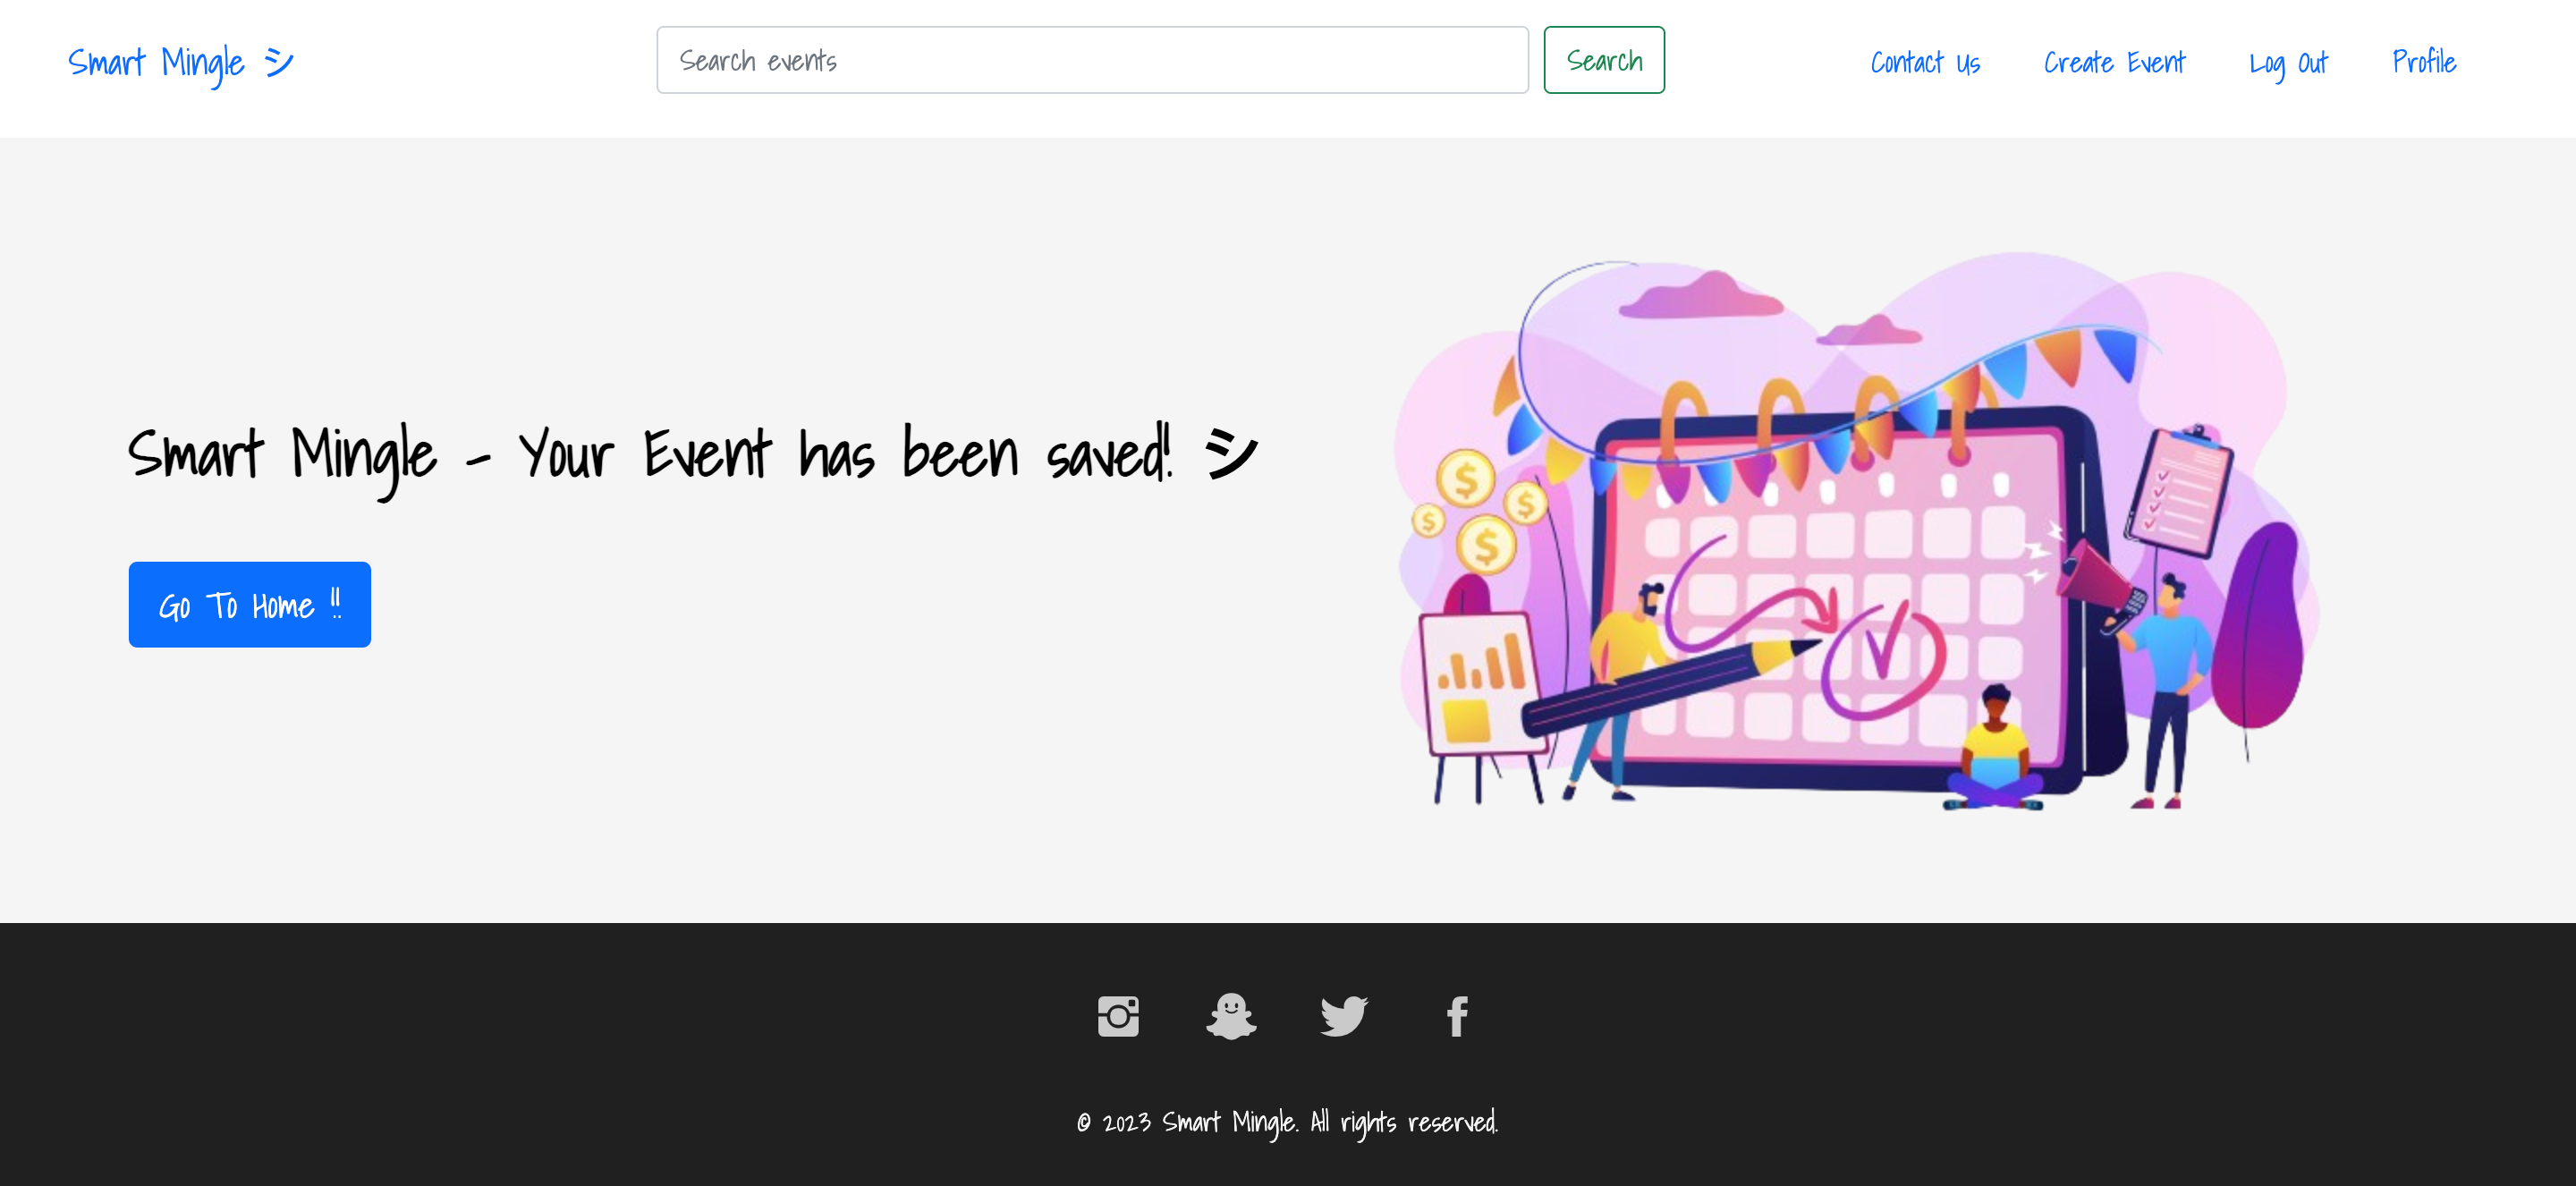 Smart Mingle シ
Search events
Search
Contact Us
Create Event
Log Out
Profile
Smart Mingle - Your Event has been saved! シ
Go To Home !!
© 2023 Smart Mingle. All rights reserved.